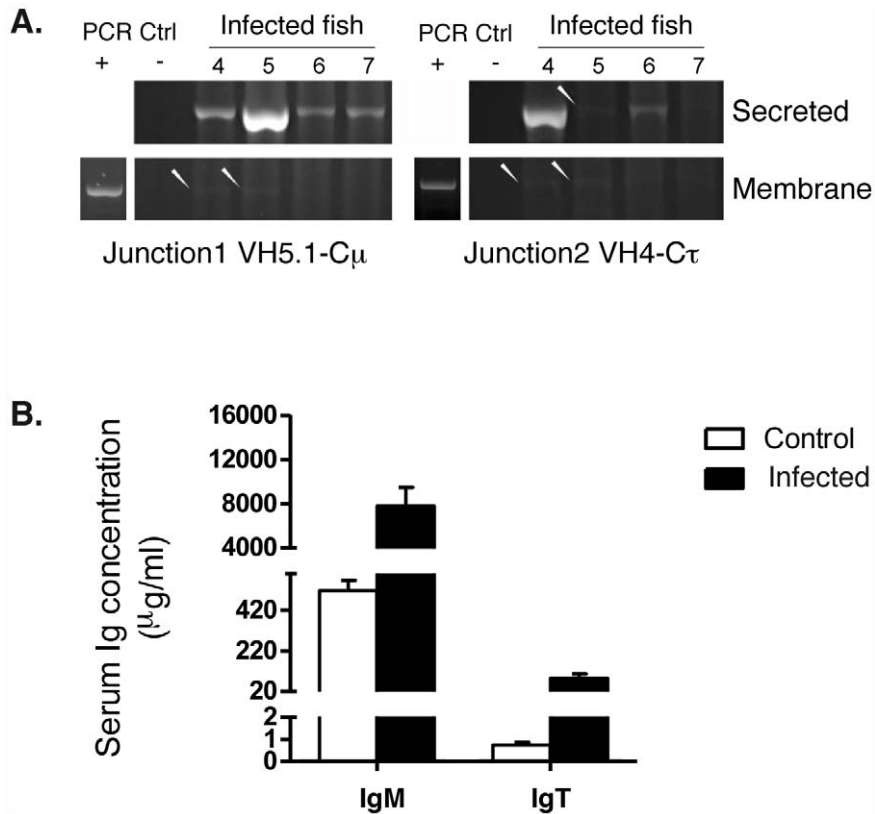 A.
PCR Ctrl Infected fish PCR Ctrl Infected fish
+ - 4 5 6 7 + - 4 5 6 7
Secreted
Membrane
Junction1 VH5.1-Cμ Junction2 VH4-Cτ
B.
Serum Ig concentration
(µg/ml)
16000
12000
8000
4000
420
220
20
2
1
0
IgM IgT
Control
Infected